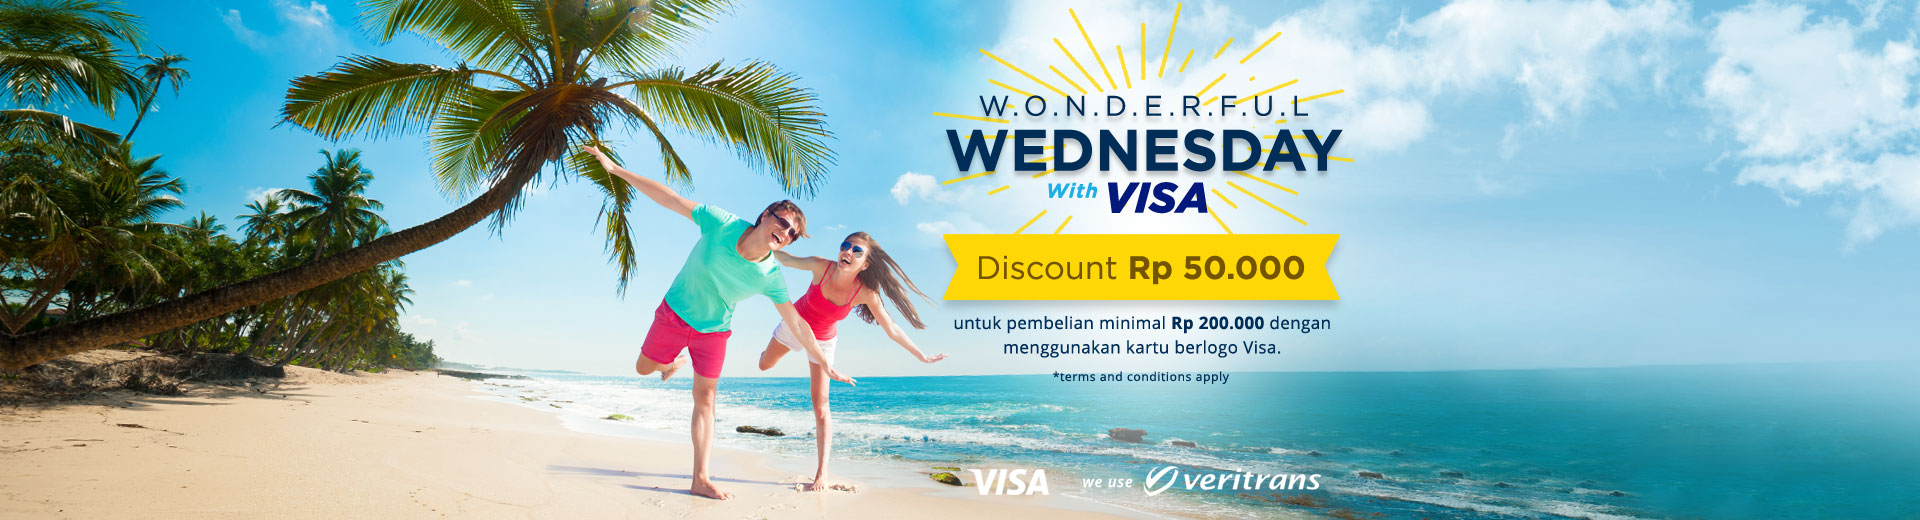 W.O.N.D.E.R.F.U.L
WEDNESDAY
With VISA
Discount Rp 50.000
untuk pembelian minimal Rp 200.000 dengan
menggunakan kartu berlogo Visa.
*terms and conditions apply
VISA we use veritrans